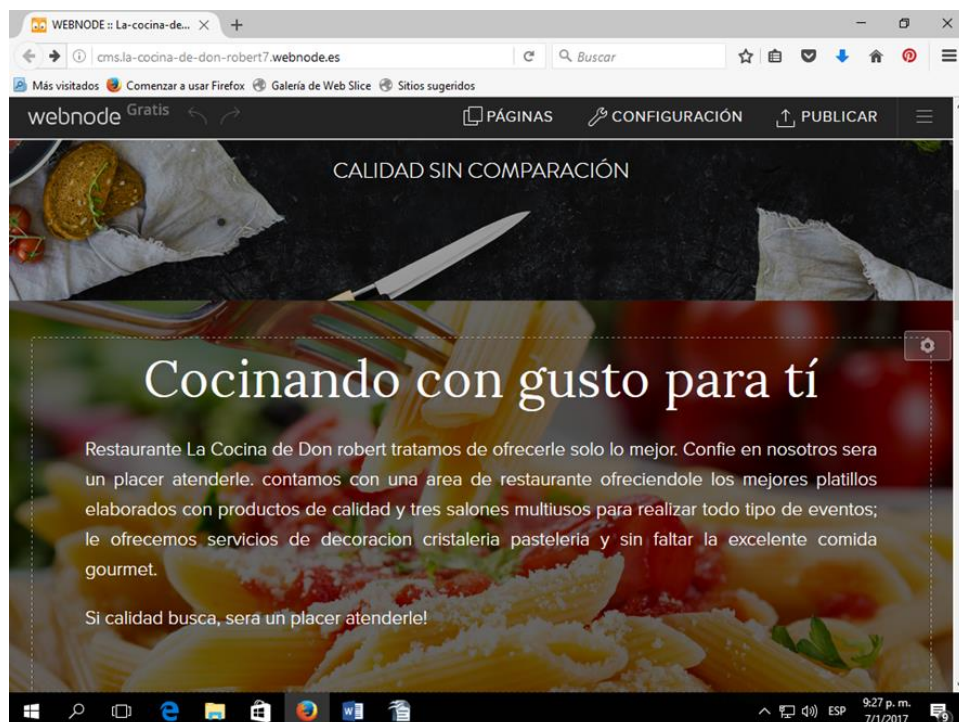 WEBNODE :: La-cocina-de...
cms.la-cocina-de-don-robert7.webnode.es
Buscar
Más visitados Comenzar a usar Firefox Galería de Web Slice Sitios sugeridos
webnode Gratis PÁGINAS CONFIGURACIÓN PUBLICAR
CALIDAD SIN COMPARACIÓN
Cocinando con gusto para tí
Restaurante La Cocina de Don robert tratamos de ofrecerle solo lo mejor. Confie en nosotros sera
un placer atenderle. contamos con una area de restaurante ofreciendole los mejores platillos
elaborados con productos de calidad y tres salones multiusos para realizar todo tipo de eventos;
le ofrecemos servicios de decoracion cristaleria pasteleria y sin faltar la excelente comida
gourmet.
Si calidad busca, sera un placer atenderle!
ESP
9:27 p. m.
7/1/2017
9